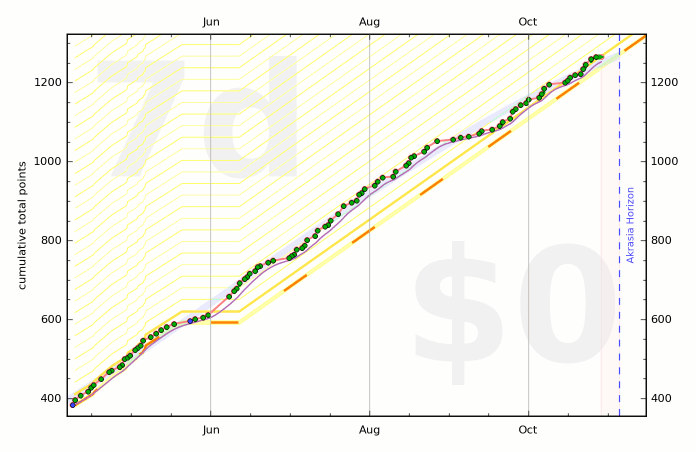 Jun Aug Oct
7d
$0
cumulative total points
1200
1000
800
600
400
1200
1000
800
600
400
Akrasia Horizon
Jun Aug Oct